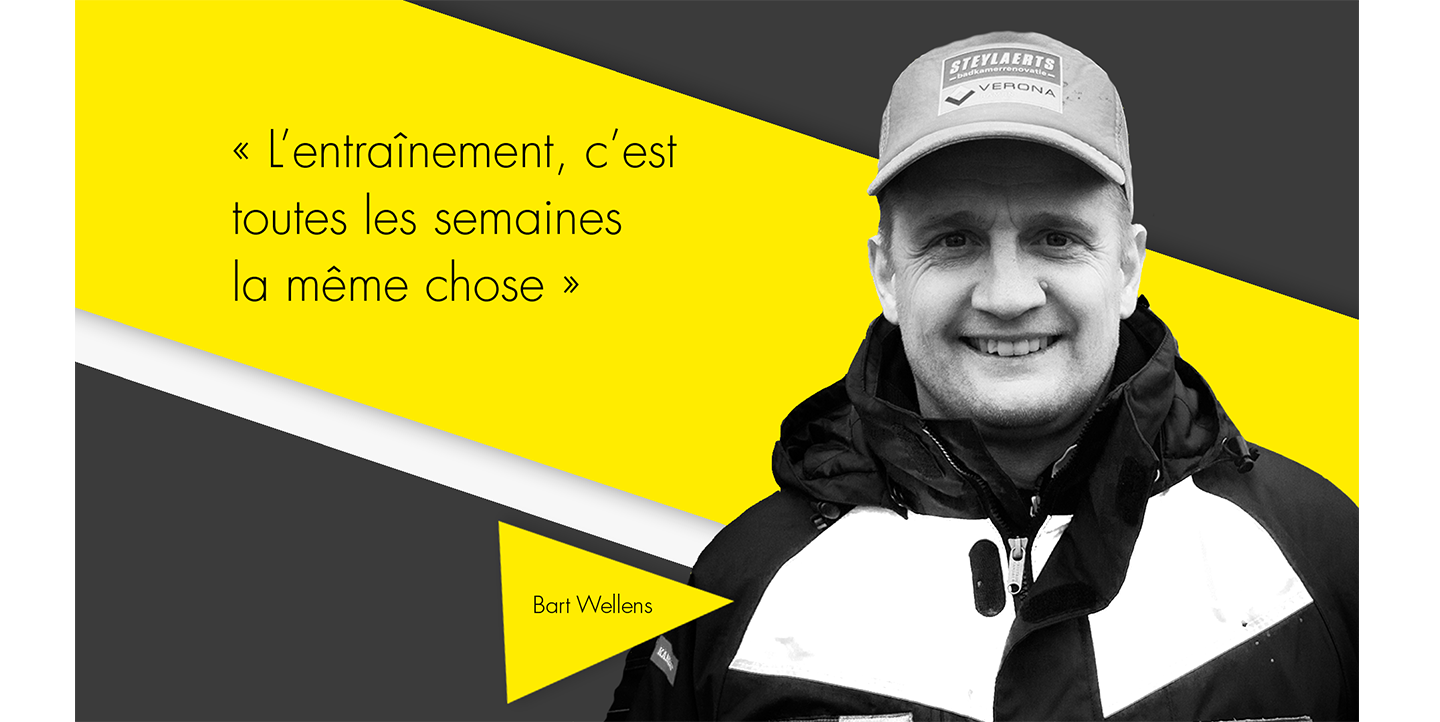 « L’entraînement, c’est
toutes les semaines
la même chose »
STEYLAERTS
badkamerrenovatie
VERONA
Bart Wellens